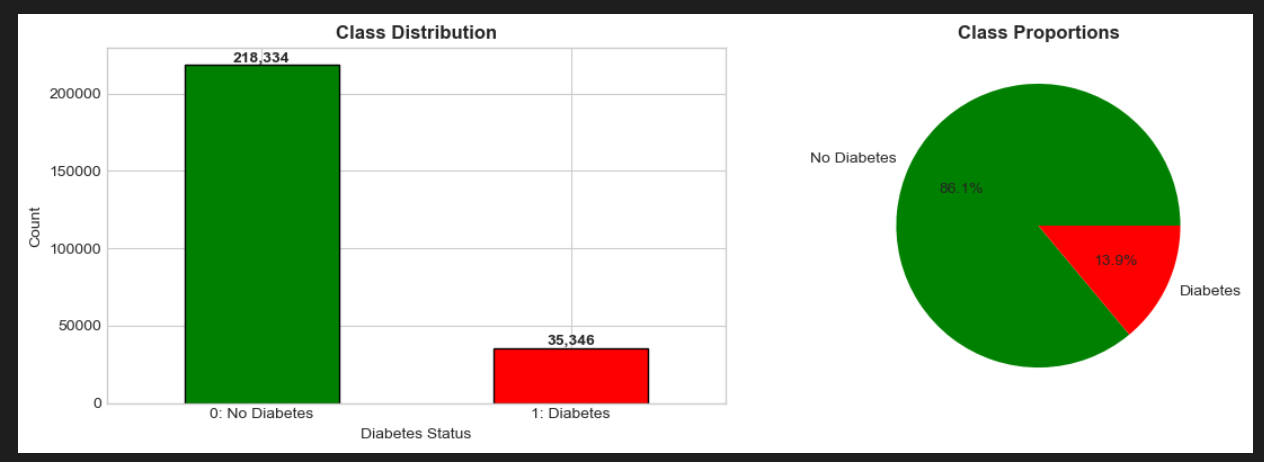 Class Distribution
218,334
200000
150000
100000
50000
0
Count
35,346
0: No Diabetes
1: Diabetes
Diabetes Status
Class Proportions
No Diabetes
86.1%
13.9%
Diabetes